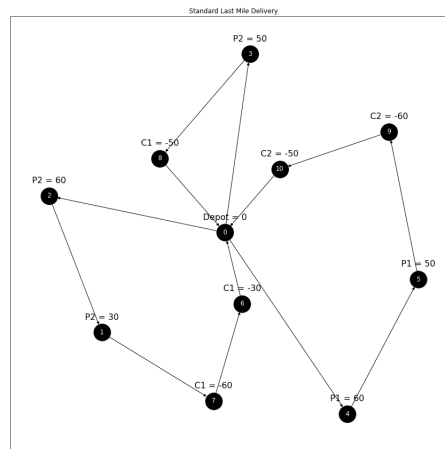 Standard Last Mile Delivery
P2 = 50
3
C2 = -60
9
C1 = -50
8
C2 = -50
10
P2 = 60
2
Depot = 0
0
P1 = 50
5
C1 = -30
6
P2 = 30
1
C1 = -60
7
P1 = 60
4